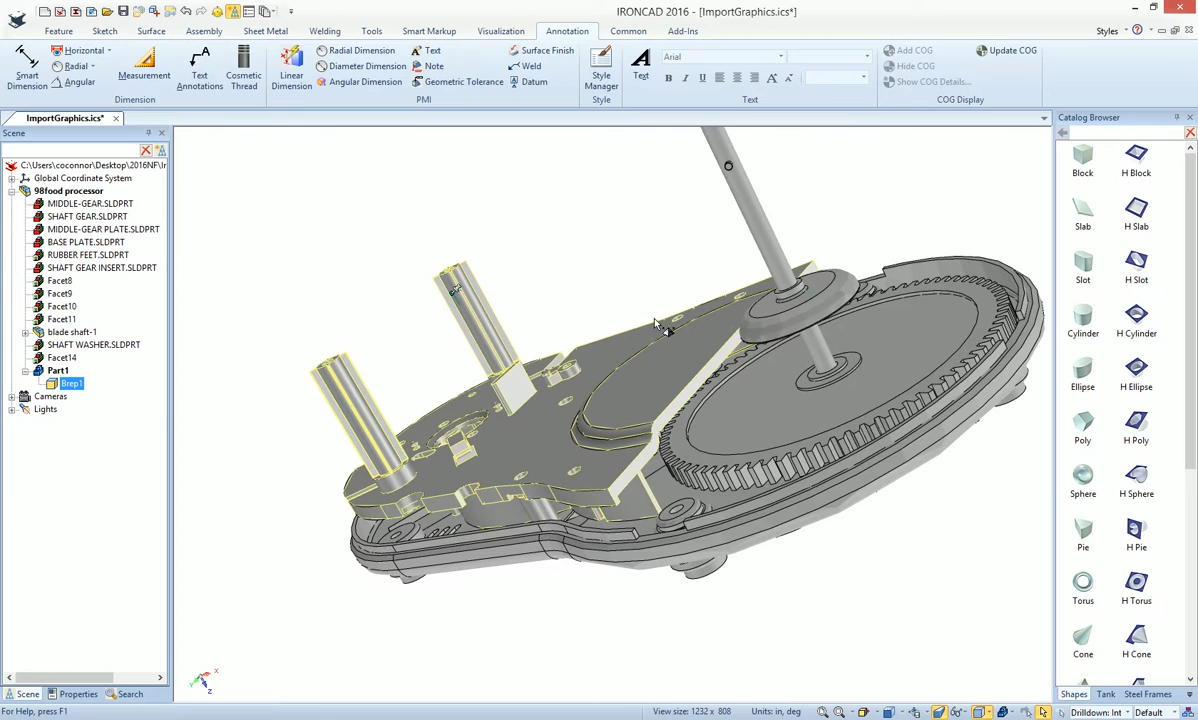 IRONCAD 2016 - [ImportGraphics.ics*]
Feature Sketch Surface Assembly Sheet Metal Welding Tools Smart Markup Visualization Annotation Common Add-Ins Styles
Smart Dimension
Horizontal
Radial
Angular
Measurement
Text Annotations
Cosmetic Thread
Dimension
Linear Dimension
Radial Dimension
Diameter Dimension
Angular Dimension
Text
Note
Geometric Tolerance
Surface Finish
Weld
Datum
PMI
Style Manager
Style
Text
Arial
B I U
Text
Add COG
Hide COG
Show COG Details...
Update COG
COG Display
ImportGraphics.ics*
Scene
C:\Users\coconnor\Desktop\2016NF\Ir
Global Coordinate System
98food processor
MIDDLE-GEAR.SLDPRT
SHAFT GEAR.SLDPRT
MIDDLE-GEAR PLATE.SLDPRT
BASE PLATE.SLDPRT
RUBBER FEET.SLDPRT
SHAFT GEAR INSERT.SLDPRT
Facet8
Facet9
Facet10
Facet11
blade shaft-1
SHAFT WASHER.SLDPRT
Facet14
Part1
Brep1
Cameras
Lights
X
Y
Z
Catalog Browser
Block H Block
Slab H Slab
Slot H Slot
Cylinder H Cylinder
Ellipse H Ellipse
Poly H Poly
Sphere H Sphere
Pie H Pie
Torus H Torus
Cone H Cone
Shapes Tank Steel Frames
Scene Properties Search
For Help, press F1
View size: 1232 x 808
Units: in, deg
Drilldown: Int
Default